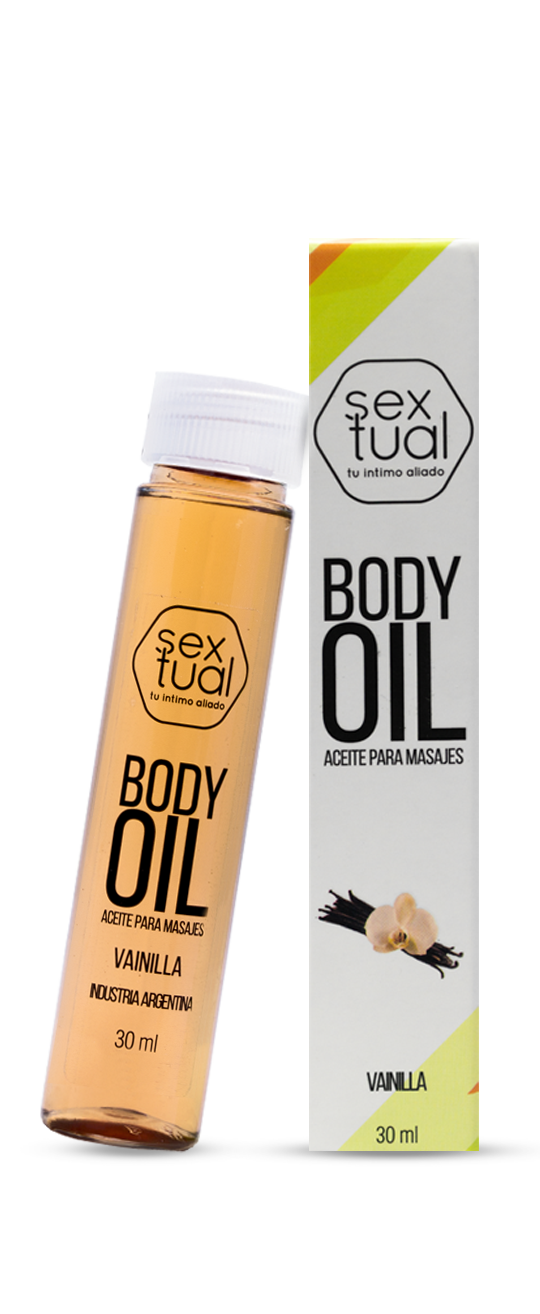 sex
tual
tu intimo aliado
BODY
OIL
ACEITE PARA MASAJES
VAINILLA
INDUSTRIA ARGENTINA
30 ml
sex
tual
tu intimo aliado
BODY
OIL
ACEITE PARA MASAJES
VAINILLA
30 ml